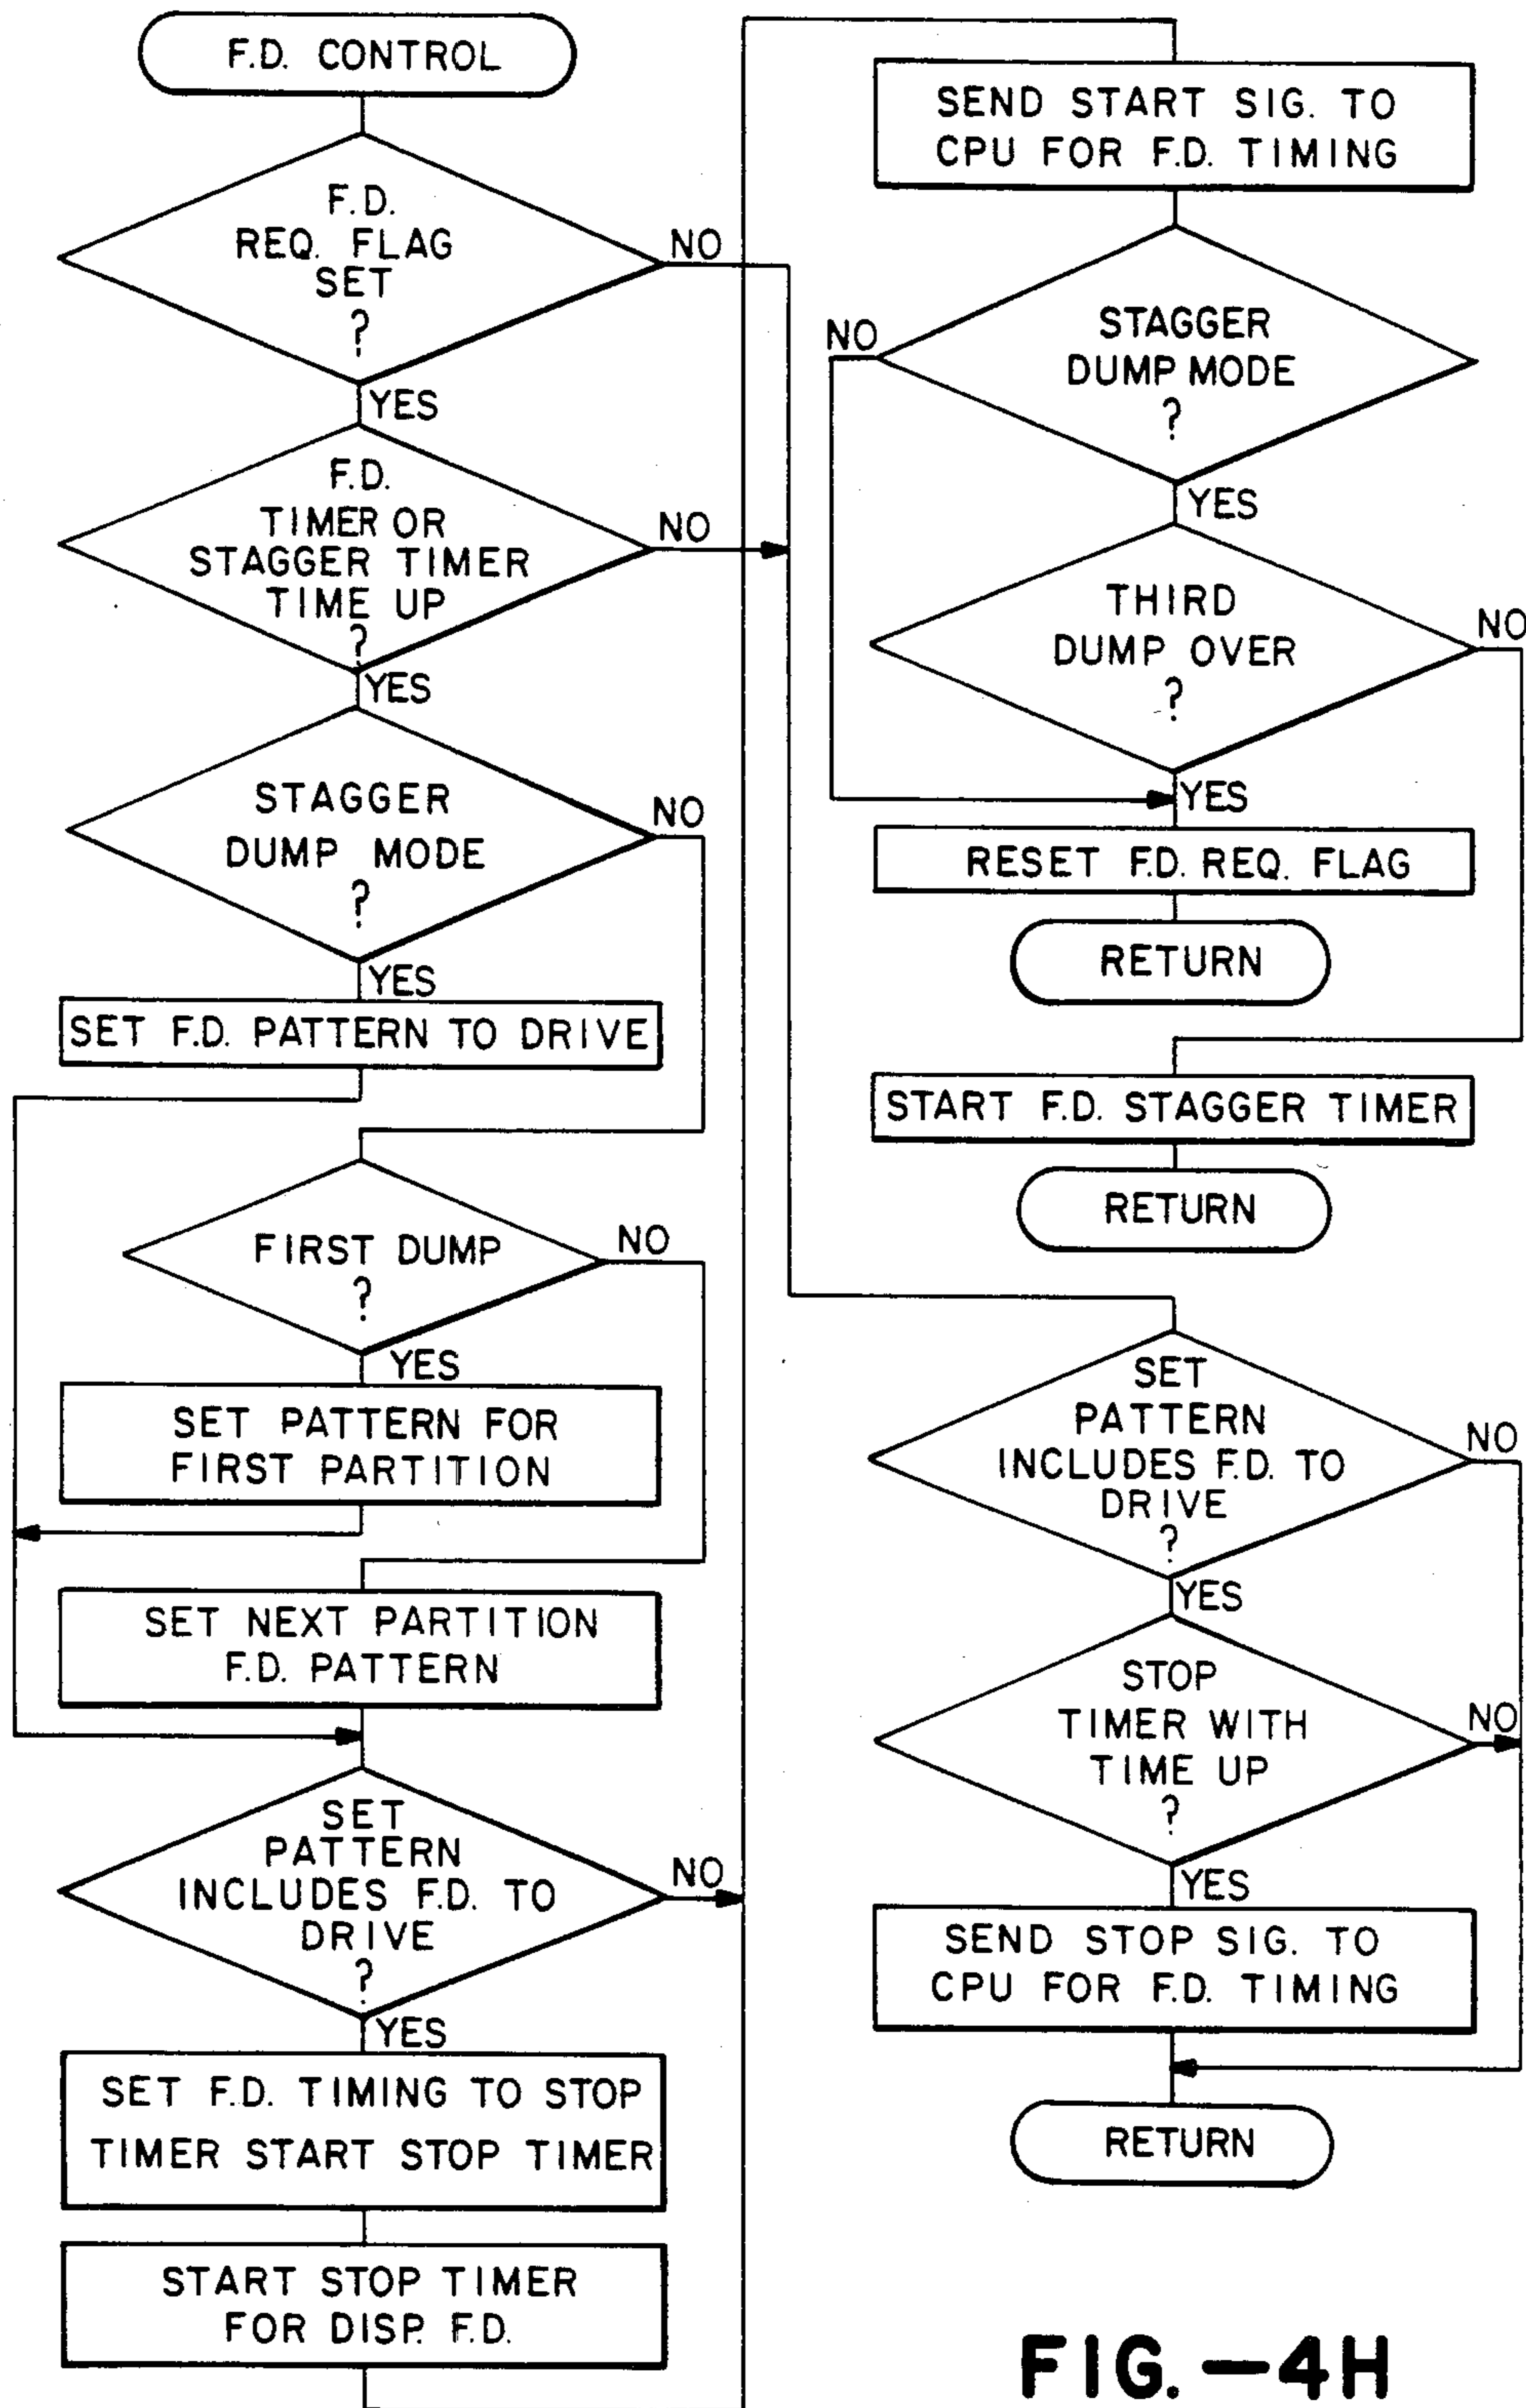 F.D. CONTROL
F.D.
REQ. FLAG
SET
?
NO
YES
F.D.
TIMER OR
STAGGER TIMER
TIME UP
?
NO
YES
STAGGER
DUMP MODE
?
NO
YES
SET F.D. PATTERN TO DRIVE
FIRST DUMP
?
NO
YES
SET PATTERN FOR
FIRST PARTITION
SET NEXT PARTITION
F.D. PATTERN
SET
PATTERN
INCLUDES F.D. TO
DRIVE
?
NO
YES
SET F.D. TIMING TO STOP
TIMER START STOP TIMER
START STOP TIMER
FOR DISP. F.D.
SEND START SIG. TO
CPU FOR F.D. TIMING
STAGGER
DUMP MODE
?
NO
YES
THIRD
DUMP OVER
?
NO
YES
RESET F.D. REQ. FLAG
RETURN
START F.D. STAGGER TIMER
RETURN
SET
PATTERN
INCLUDES F.D. TO
DRIVE
?
NO
YES
STOP
TIMER WITH
TIME UP
?
NO
YES
SEND STOP SIG. TO
CPU FOR F.D. TIMING
RETURN
FIG.—4H